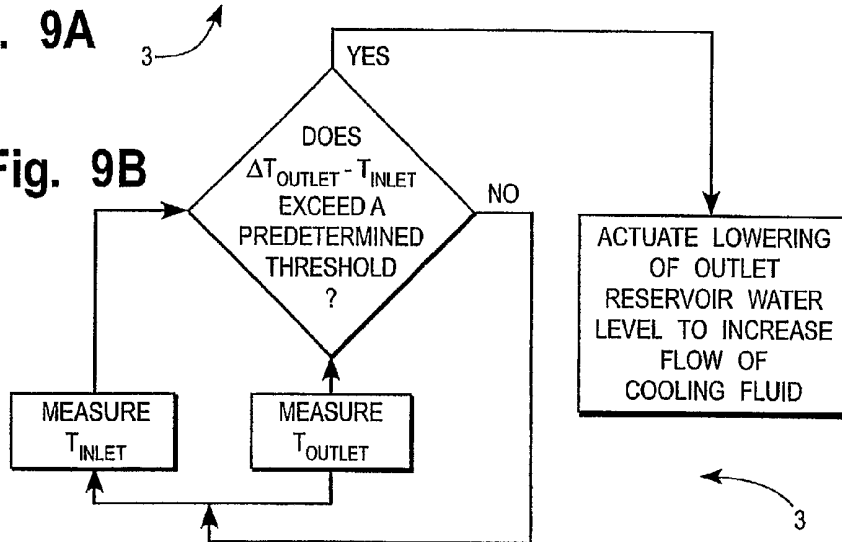 . 9A
3
Fig. 9B
YES
DOES
ΔT_OUTLET - T_INLET
EXCEED A
PREDETERMINED
THRESHOLD
?
NO
ACTUATE LOWERING
OF OUTLET
RESERVOIR WATER
LEVEL TO INCREASE
FLOW OF
COOLING FLUID
MEASURE
T_INLET
MEASURE
T_OUTLET
3